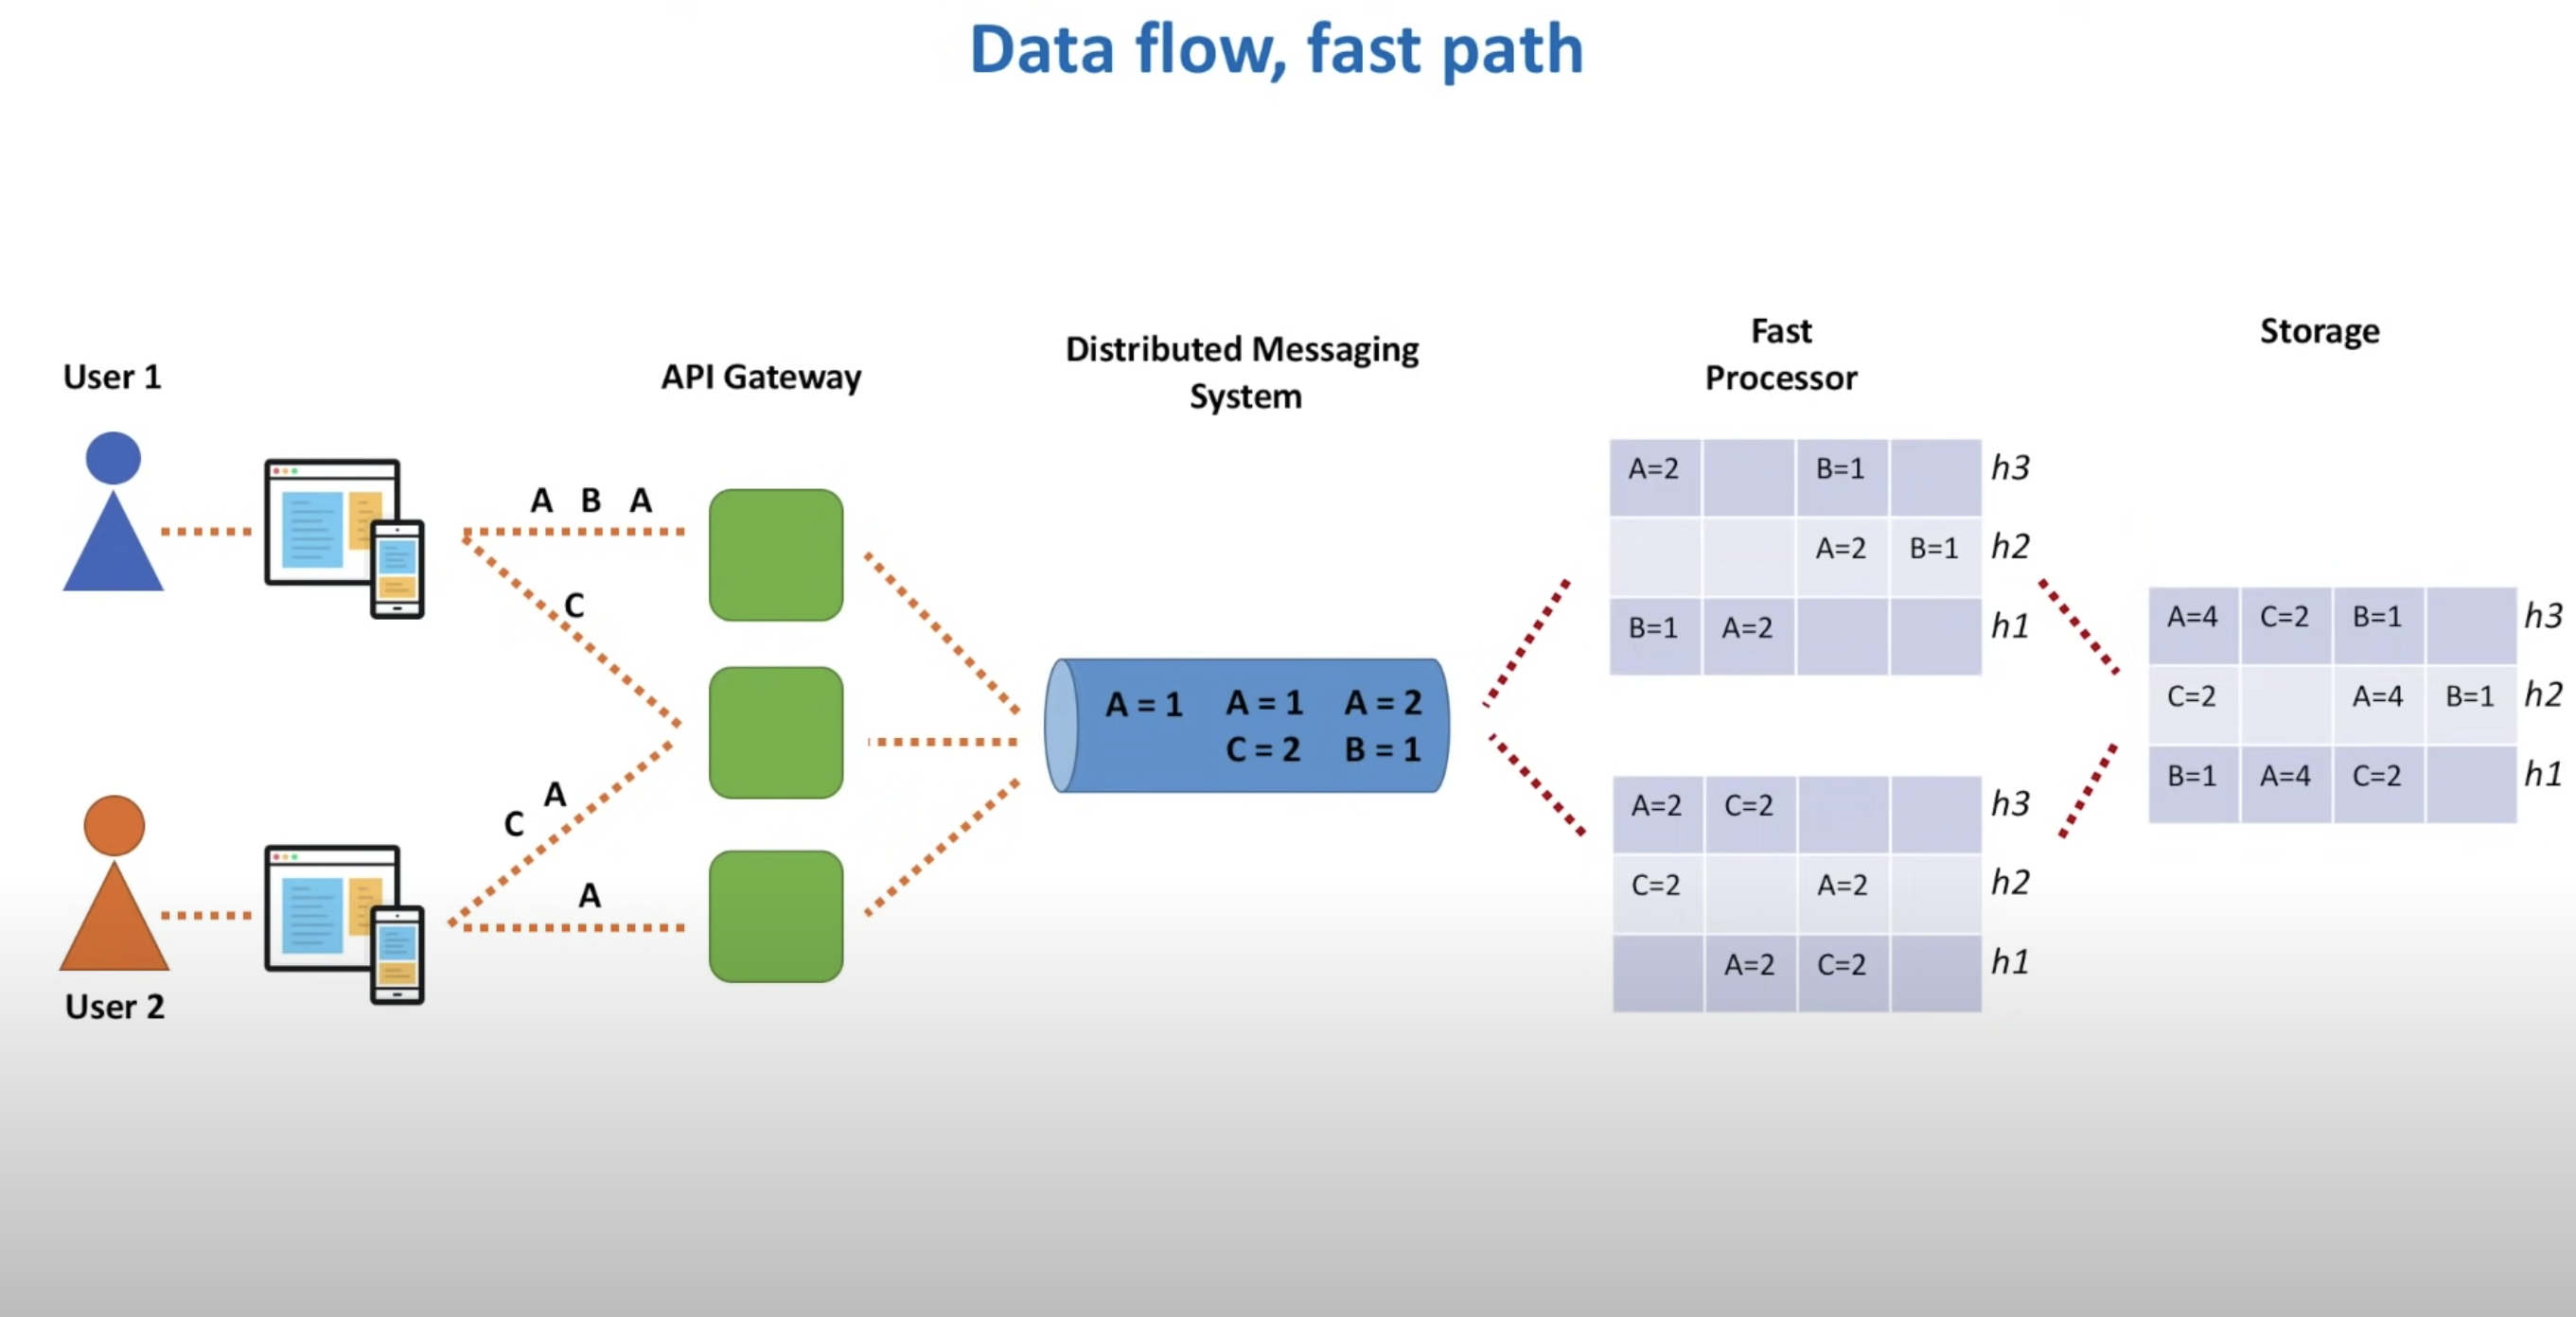 Data flow, fast path
User 1
User 2
A B A
C
A
C
A
API Gateway
Distributed Messaging
System
A = 1 A = 1 A = 2
C = 2 B = 1
Fast
Processor
A=2 B=1 h3
A=2 B=1 h2
B=1 A=2 h1
A=2 C=2 h3
C=2 A=2 h2
A=2 C=2 h1
Storage
A=4 C=2 B=1 h3
C=2 A=4 B=1 h2
B=1 A=4 C=2 h1